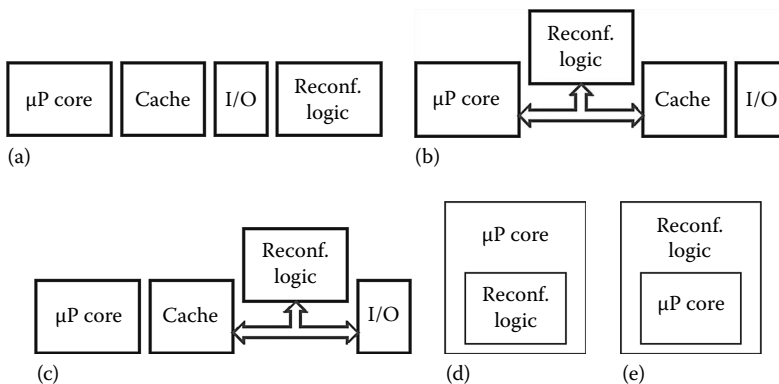 μP core
Cache
I/O
Reconf.
logic
(a)
Reconf.
logic
μP core
Cache
I/O
(b)
Reconf.
logic
μP core
Cache
I/O
(c)
μP core
Reconf.
logic
(d)
Reconf.
logic
μP core
(e)